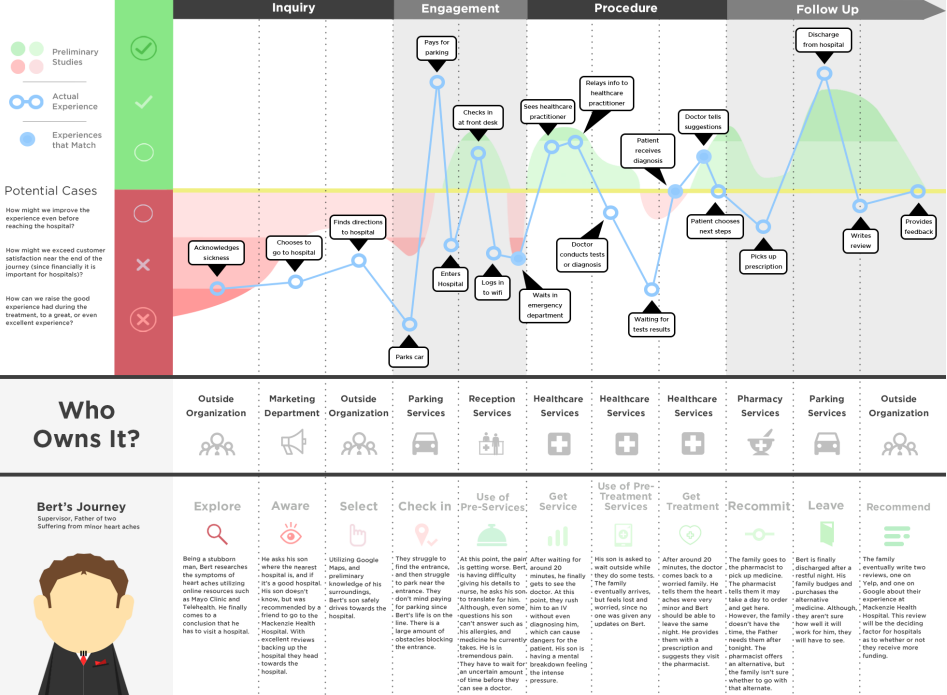 Inquiry
Engagement
Procedure
Follow Up
Preliminary
Studies
Actual
Experience
Experiences
that Match
Potential Cases
How might we improve the
experience even before
reaching the hospital?
How might we exceed customer
satisfaction near the end of the
journey (since financially it is
important for hospitals)?
How can we raise the good
experience had during the
treatment, to a great, or even
excellent experience?
Acknowledges
sickness
Chooses to
go to hospital
Finds directions
to hospital
Parks car
Pays for
parking
Enters
Hospital
Checks in
at front desk
Logs in
to wifi
Waits in
emergency
department
Sees healthcare
practitioner
Relays info to
healthcare
practitioner
Doctor
conducts tests
or diagnosis
Waiting for
tests results
Patient
receives
diagnosis
Doctor tells
suggestions
Patient chooses
next steps
Picks up
prescription
Discharge
from hospital
Writes
review
Provides
feedback
Who
Owns It?
Outside
Organization
Marketing
Department
Outside
Organization
Parking
Services
Reception
Services
Healthcare
Services
Healthcare
Services
Healthcare
Services
Pharmacy
Services
Parking
Services
Outside
Organization
Bert's Journey
Supervisor, Father of two
Suffering from minor heart aches
Explore
Being a stubborn
man, Bert researches
the symptoms of
heart aches utilizing
online resources such
as Mayo Clinic and
Telehealth. He finally
comes to a
conclusion that he
has to visit a hospital.
Aware
He asks his son
where the nearest
hospital is, and if
it's a good hospital.
His son doesn't
know, but was
recommended by a
friend to go to the
Mackenzie Health
Hospital. With
excellent reviews
backing up the
hospital they head
towards the
hospital.
Select
Utilizing Google
Maps, and
preliminary
knowledge of his
surroundings,
Bert's son safely
drives towards the
hospital.
Check in
They struggle to
find the entrance,
and then struggle
to park near the
entrance. They
don't mind paying
for parking since
Bert's life is on the
line. There is a
large amount of
obstacles blocking
the entrance.
Use of
Pre-Services
At this point, the pain
is getting worse. Bert
is having difficulty
giving his details to
nurse, he asks his son
to translate for him.
Although, even some
questions his son
can't answer such as
his allergies, and
medicine he currently
takes. He is in
tremendous pain.
They have to wait for
an uncertain amount
of time before they
can see a doctor.
Get
Service
After waiting for
around 20
minutes, he finally
gets to see the
doctor. At this
point, they rush
him to an IV
without even
diagnosing him,
which can cause
dangers for the
patient. His son is
having a mental
breakdown feeling
the intense
pressure.
Use of Pre-
Treatment
Services
His son is asked to
wait outside while
they do some tests.
The family
eventually arrives,
but feels lost and
worried, since no
one was given any
updates on Bert.
Get
Treatment
After around 20
minutes, the doctor
comes back to a
worried family. He
tells them the heart
aches were very
minor and Bert
should be able to
leave the same
night. He provides
them with a
prescription and
suggests they visit
the pharmacist.
Recommit
The family goes to
the pharmacist to
pick up medicine.
The pharmacist
tells them it may
take a day to order
and get here.
However, the family
doesn't have the
time, the Father
needs them after
tonight. The
pharmacist offers
an alternative, but
the family isn't sure
whether to go with
that alternate.
Leave
Bert is finally
discharged after a
restful night. His
family budges and
purchases the
alternative
medicine. Although,
they aren't sure
how well it will
work for him, they
will have to see.
Recommend
The family
eventually write two
reviews, one on
Yelp, and one on
Google about their
experience at
Mackenzie Health
Hospital. This review
will be the deciding
factor for hospitals
as to whether or not
they receive more
funding.